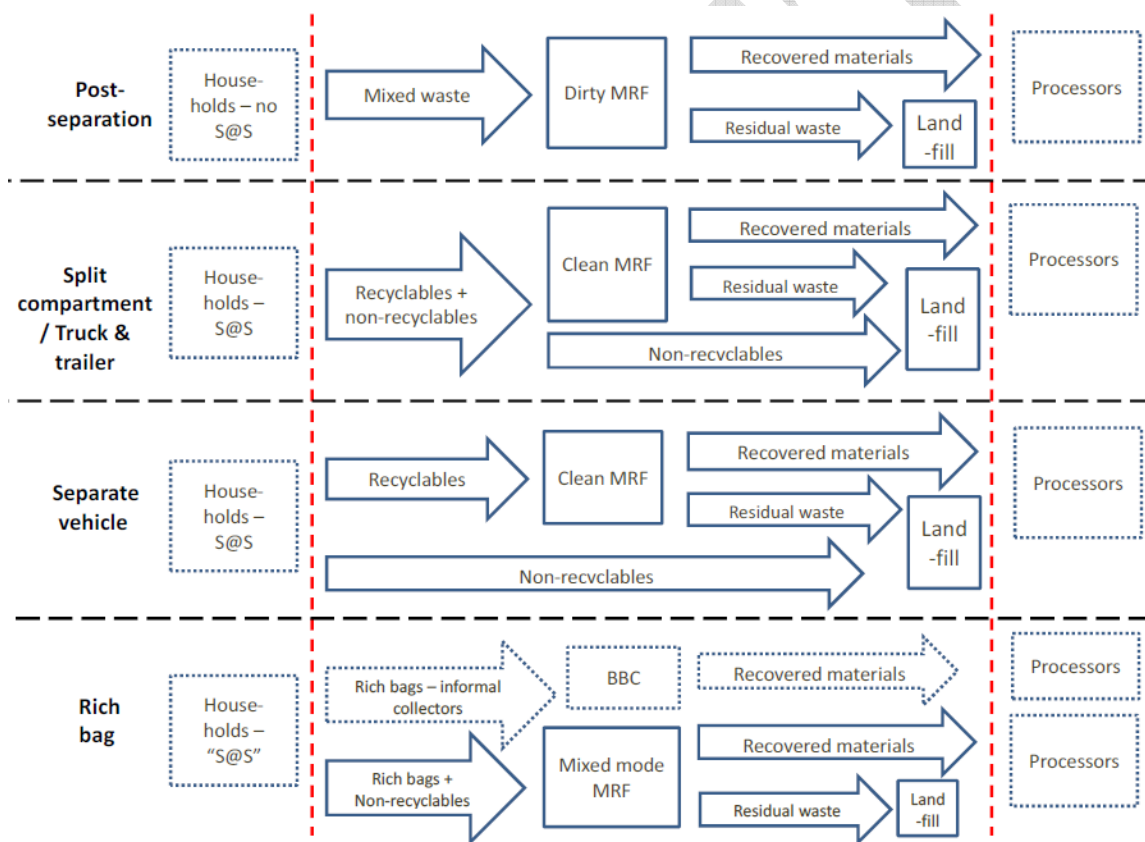 Post-
separation
House-
holds – no
S@S
Mixed waste
Dirty MRF
Recovered materials
Residual waste
Land
-fill
Processors
Split
compartment
/ Truck &
trailer
House-
holds –
S@S
Recyclables +
non-recyclables
Clean MRF
Recovered materials
Residual waste
Non-recyclables
Land
-fill
Processors
Separate
vehicle
House-
holds –
S@S
Recyclables
Clean MRF
Recovered materials
Residual waste
Non-recyclables
Land
-fill
Processors
Rich
bag
House-
holds –
“S@S”
Rich bags – informal
collectors
BBC
Recovered materials
Processors
Rich bags +
Non-recyclables
Mixed mode
MRF
Recovered materials
Residual waste
Land
-fill
Processors